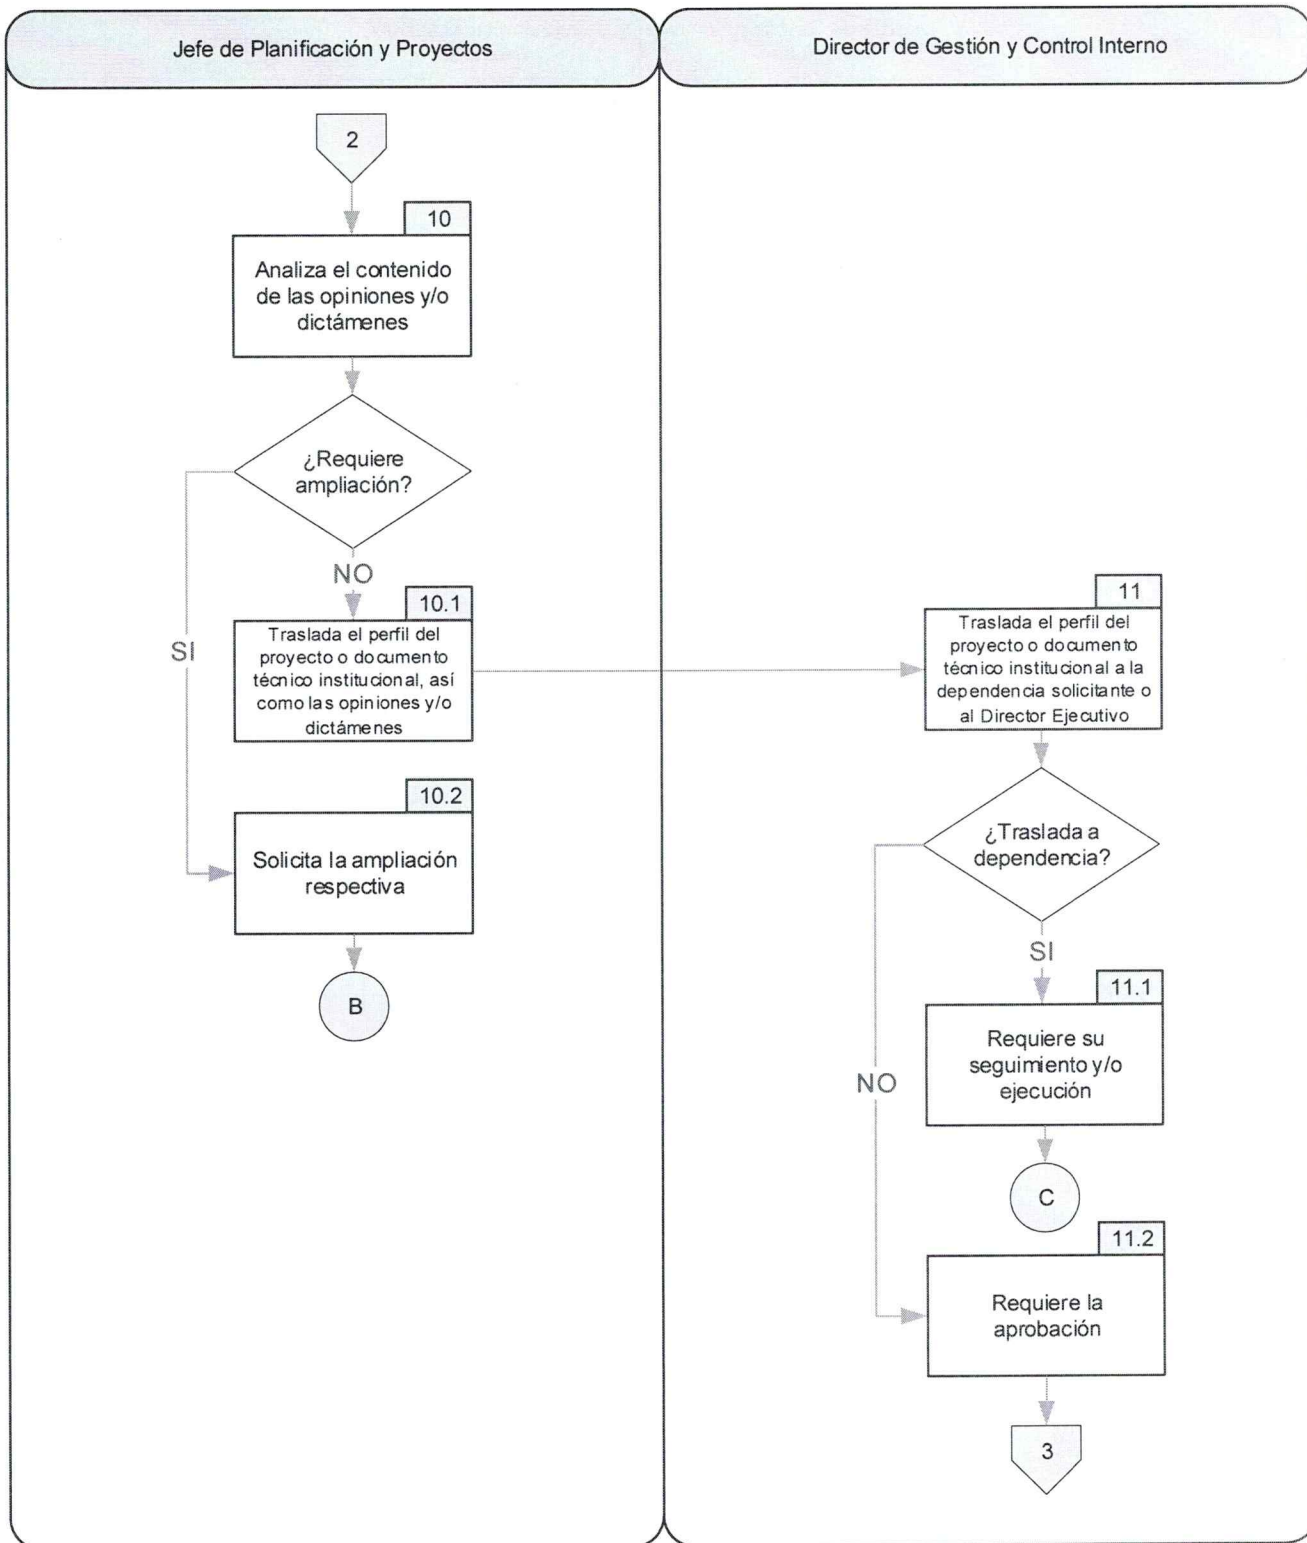 Jefe de Planificación y Proyectos
Director de Gestión y Control Interno
2
10
Analiza el contenido
de las opiniones y/o
dictámenes
¿Requiere
ampliación?
NO
SI
10.1
Traslada el perfil del
proyecto o documento
técnico institucional, así
como las opiniones y/o
dictámenes
10.2
Solicita la ampliación
respectiva
B
11
Traslada el perfil del
proyecto o documento
técnico institucional a la
dependencia solicitante o
al Director Ejecutivo
¿Traslada a
dependencia?
SI
NO
11.1
Requiere su
seguimiento y/o
ejecución
C
11.2
Requiere la
aprobación
3